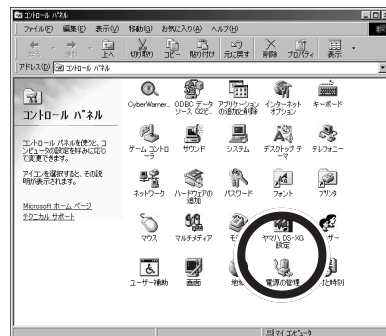 コントロール パネル
ファイル(F) 編集(E) 表示(V) 移動(G) お気に入り(A) ヘルプ(H)
戻る 進む 上へ 切り取り コピー 貼り付け 元に戻す 削除 プロパティ 表示
アドレス(D) コントロール パネル
コントロール パネル
コントロール パネルを使うと、コ
ンピュータの設定を好みに応じ
て変更できます。
アイコンを選択すると、その説
明が表示されます。
Microsoft ホーム ページ
テクニカル サポート
CyberWarner... ODBC データ アプリケーション インターネット キーボード
の追加と削除 オプション
ゲーム コントロ サウンド システム デスクトップ テ テレフォニー
ーラ ーマ
ネットワーク ハードウェアの パスワード フォント プリンタ
追加
マウス マルチメディア ヤマハ DS-XG
設定
ユーザー補助 画面 電源の管理
マイ コンピュータ